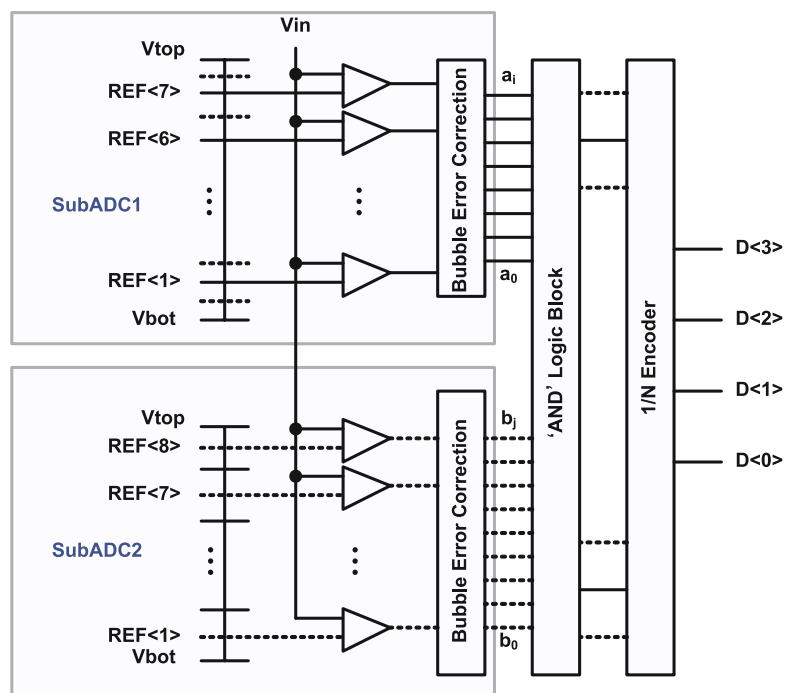 Vin
Vtop
REF<7>
REF<6>
SubADC1
REF<1>
Vbot
Bubble Error Correction
aᵢ
a₀
Vtop
REF<8>
REF<7>
SubADC2
REF<1>
Vbot
Bubble Error Correction
bⱼ
b₀
‘AND’ Logic Block
1/N Encoder
D<3>
D<2>
D<1>
D<0>